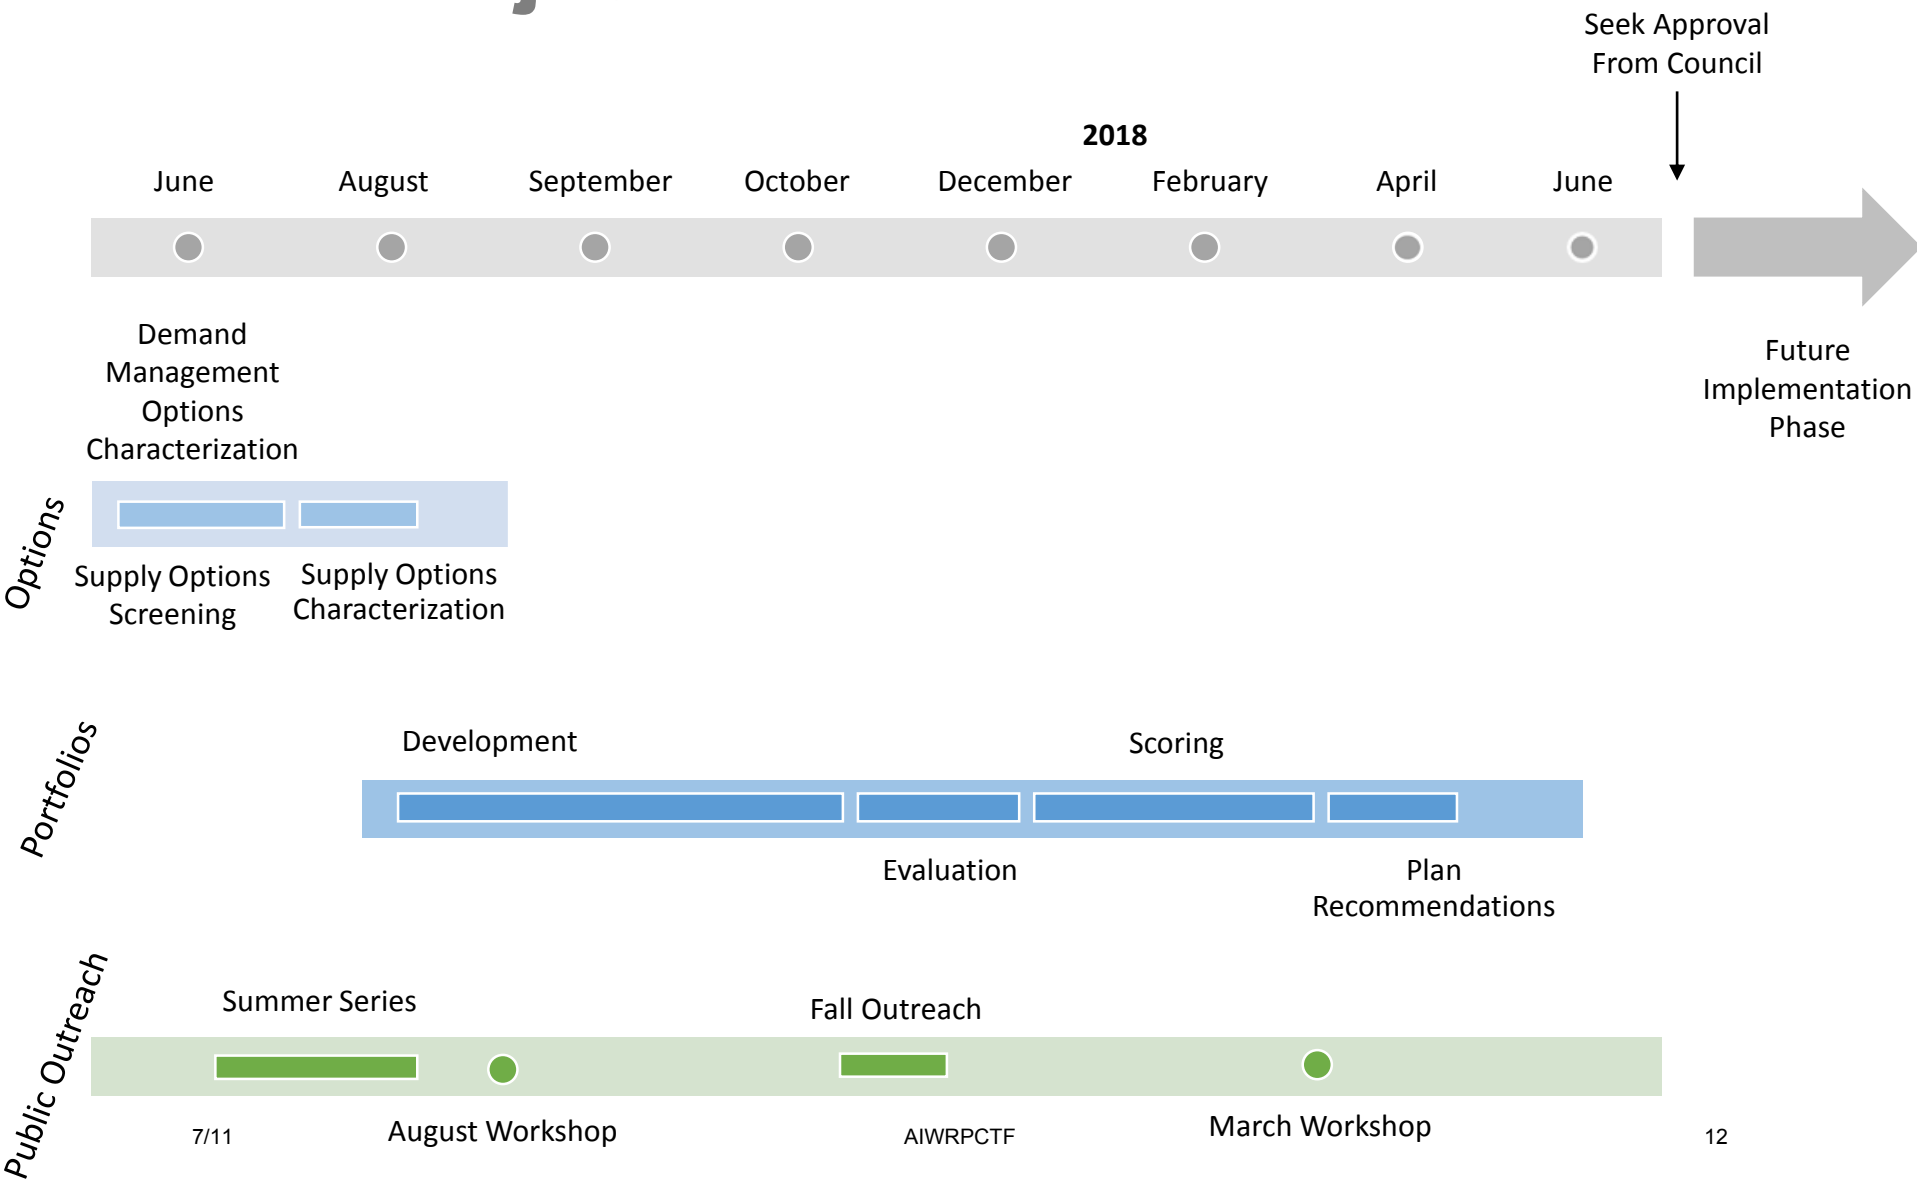 Seek Approval
From Council
2018
June August September October December February April June
Demand
Management
Options
Characterization
Future
Implementation
Phase
Options
Supply Options
Screening
Supply Options
Characterization
Portfolios
Development
Scoring
Evaluation
Plan
Recommendations
Public Outreach
Summer Series
Fall Outreach
August Workshop
March Workshop
7/11
AIWRPCTF
12